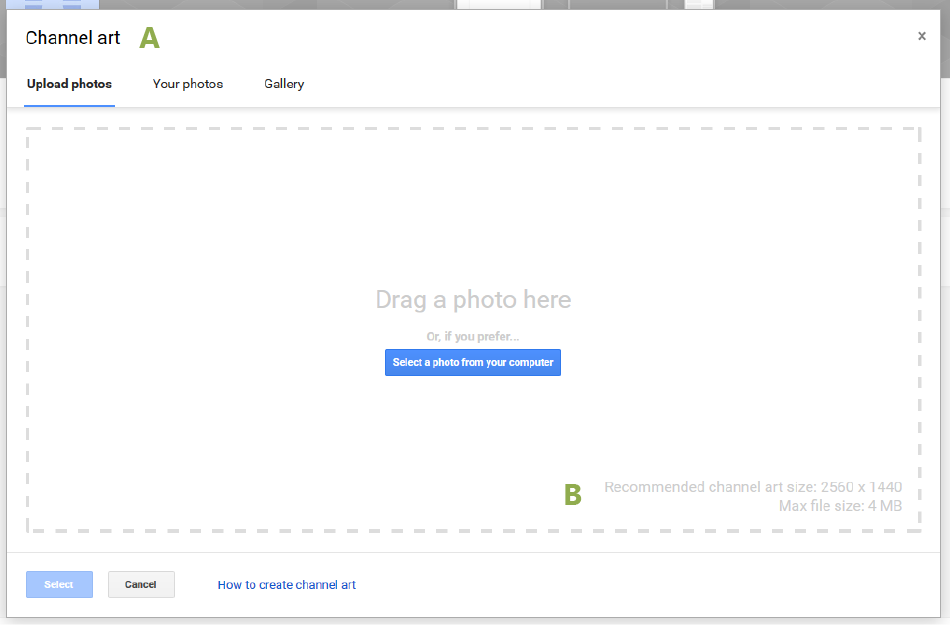 Channel art A
x
Upload photos Your photos Gallery
Drag a photo here
Or, if you prefer...
Select a photo from your computer
B Recommended channel art size: 2560 x 1440
Max file size: 4 MB
Select Cancel How to create channel art